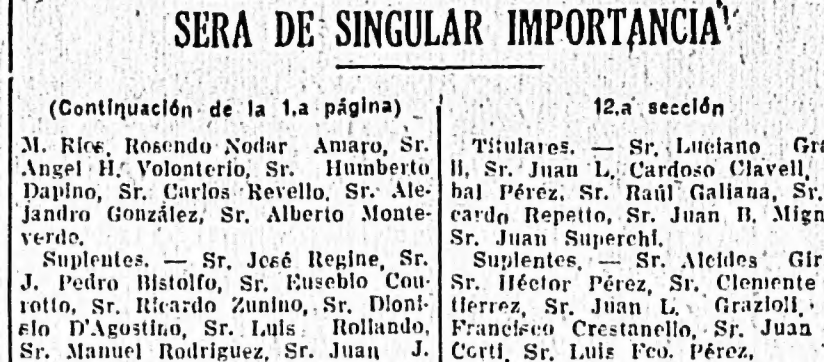 SERA DE SINGULAR IMPORTANCIA
(Continuación de la 1.a página)
M. Ríos, Rosendo Nodar Amaro, Sr.
Angel H. Volonterio, Sr. Humberto
Dapino, Sr. Carlos Revello, Sr. Ale-
jandro González, Sr. Alberto Monte-
verde.
Suplentes. — Sr. José Regine, Sr.
J. Pedro Bistolfo, Sr. Eusebio Cou-
rotto, Sr. Ricardo Zunino, Sr. Dioni-
sio D'Agostino, Sr. Luis Rollando,
Sr. Manuel Rodriguez, Sr. Juan J.
12.a sección
Titulares. — Sr. Luciano Gra
li, Sr. Juan L. Cardoso Clavell,
bal Pérez, Sr. Raúl Galiana, Sr.
cardo Repetto, Sr. Juan B. Mign
Sr. Juan Superchi.
Suplentes. — Sr. Alcides Gir
Sr. Héctor Pérez, Sr. Clemente
tierrez, Sr. Juan L. Grazioli,
Francisco Crestanello, Sr. Juan
Corti, Sr. Luis Fco. Pérez,